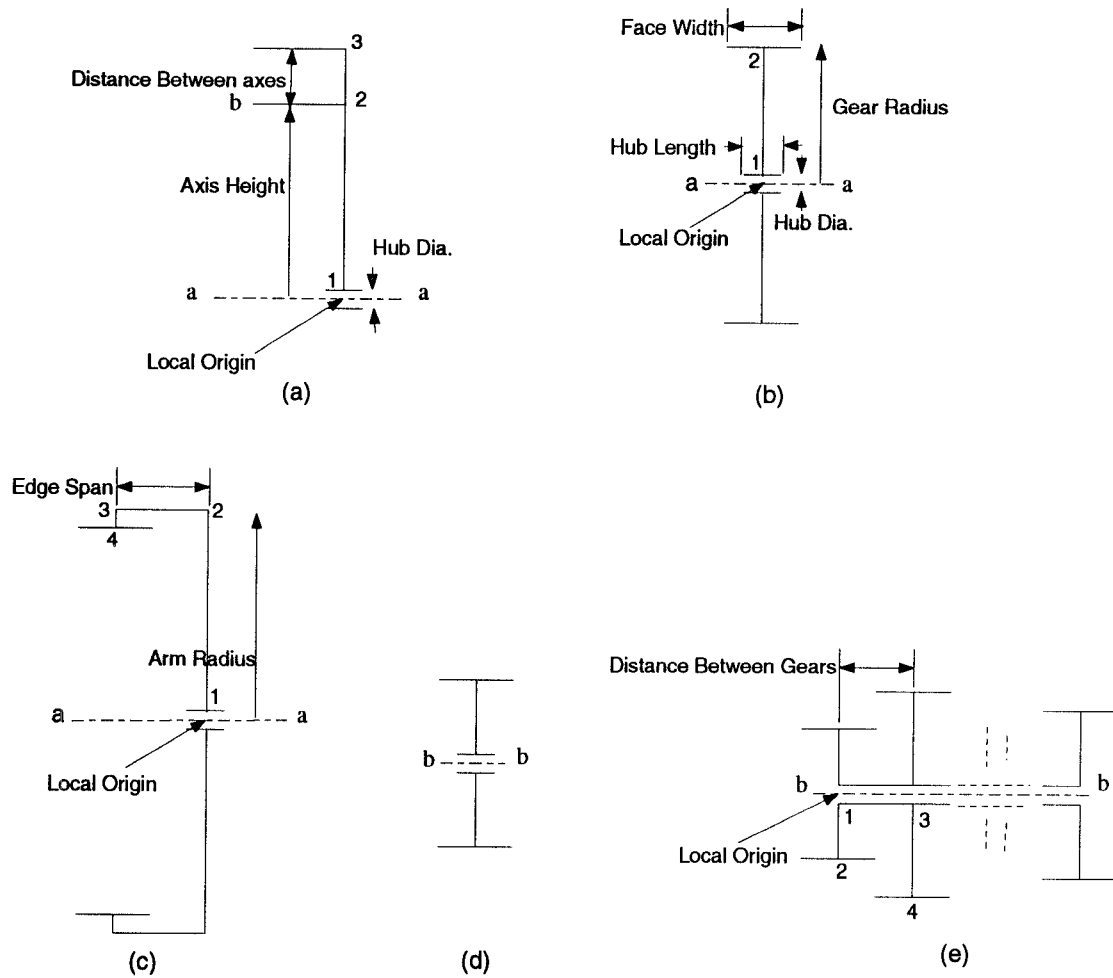 3
Distance Between axes
b
2
Axis Height
Hub Dia.
1
a
a
Local Origin
(a)
Face Width
2
Gear Radius
Hub Length
1
a
a
Local Origin
Hub Dia.
(b)
Edge Span
3
2
4
Arm Radius
1
a
a
Local Origin
(c)
b
b
(d)
Distance Between Gears
b
b
1
3
Local Origin
2
4
(e)